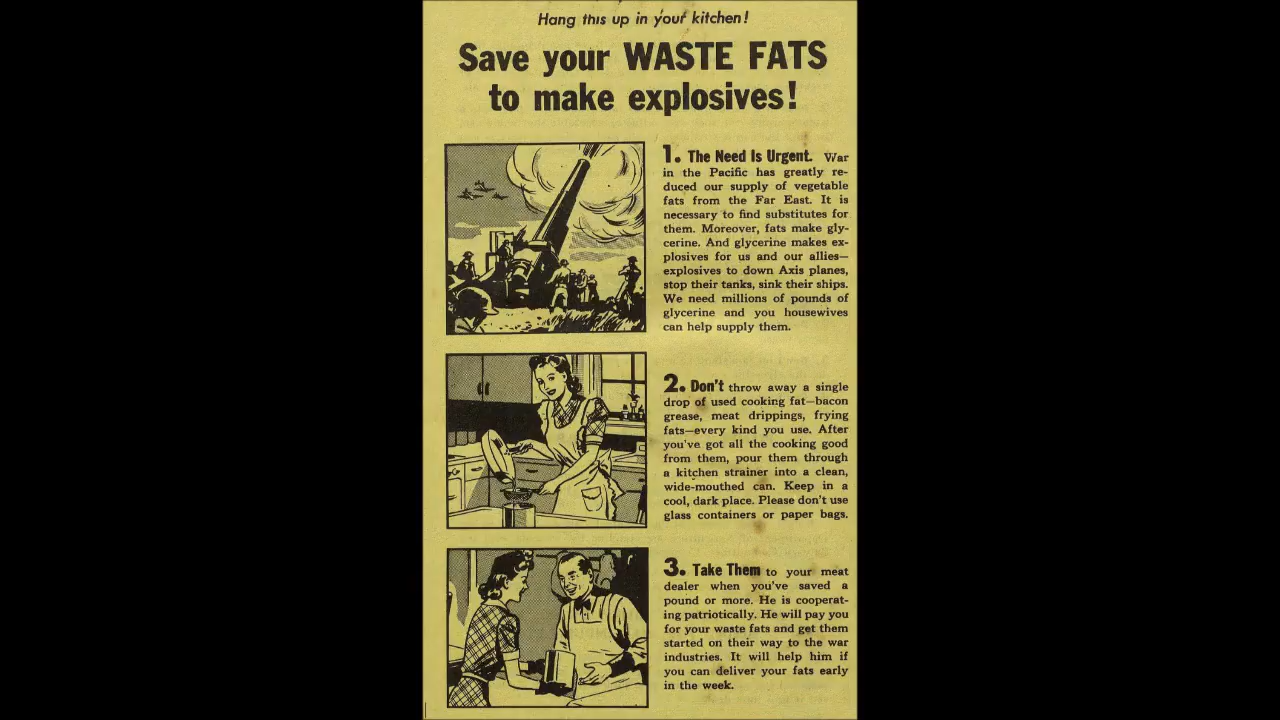 Hang this up in your kitchen!
Save your WASTE FATS
to make explosives!
1. The Need Is Urgent. War
in the Pacific has greatly re-
duced our supply of vegetable
fats from the Far East. It is
necessary to find substitutes for
them. Moreover, fats make gly-
cerine. And glycerine makes ex-
plosives for us and our allies—
explosives to down Axis planes,
stop their tanks, sink their ships.
We need millions of pounds of
glycerine and you housewives
can help supply them.
2. Don't throw away a single
drop of used cooking fat—bacon
grease, meat drippings, frying
fats—every kind you use. After
you've got all the cooking good
from them, pour them through
a kitchen strainer into a clean,
wide-mouthed can. Keep in a
cool, dark place. Please don't use
glass containers or paper bags.
3. Take Them to your meat
dealer when you've saved a
pound or more. He is cooperat-
ing patriotically. He will pay you
for your waste fats and get them
started on their way to the war
industries. It will help him if
you can deliver your fats early
in the week.